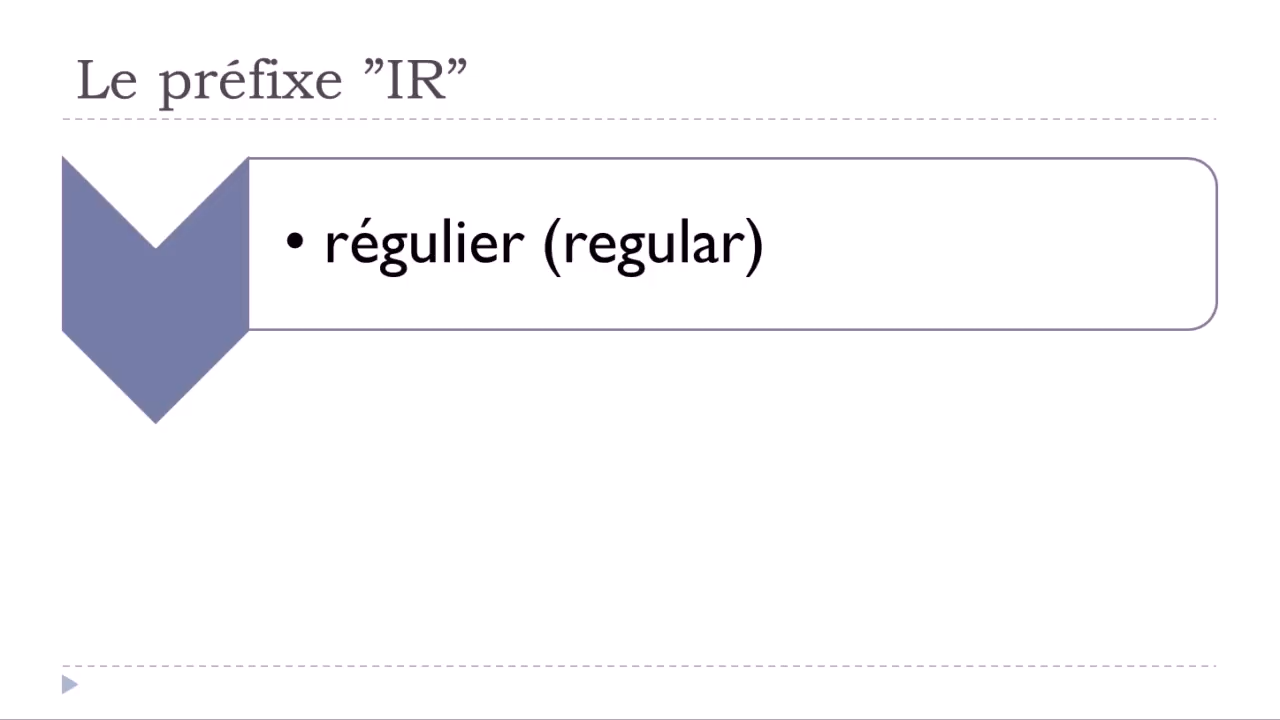 Le préfixe ”IR”
• régulier (regular)